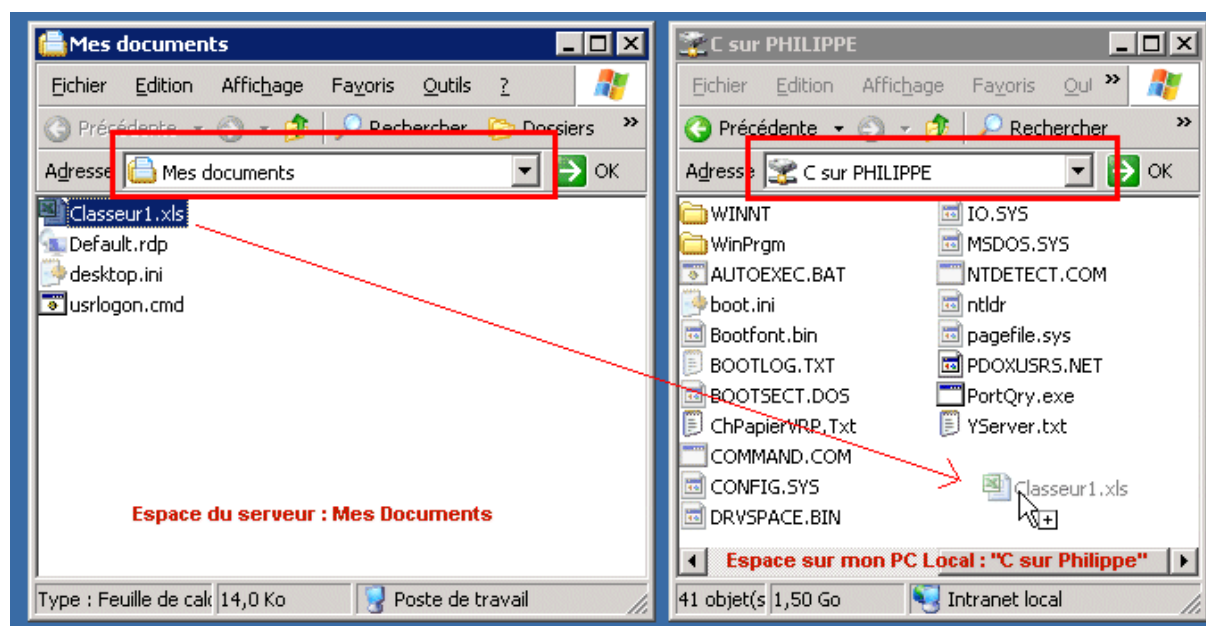 Mes documents
Fichier Edition Affichage Favoris Outils ?
Précédente Rechercher Dossiers »
Adresse Mes documents OK
Classeur1.xls
Default.rdp
desktop.ini
usrlogon.cmd
Espace du serveur : Mes Documents
Type : Feuille de calc 14,0 Ko Poste de travail
C sur PHILIPPE
Fichier Edition Affichage Favoris Oul »
Précédente Rechercher »
Adresse C sur PHILIPPE OK
WINNT
WinPrgm
AUTOEXEC.BAT
boot.ini
Bootfont.bin
BOOTLOG.TXT
BOOTSECT.DOS
ChPapierVRP.Txt
COMMAND.COM
CONFIG.SYS
DRVSPACE.BIN
IO.SYS
MSDOS.SYS
NTDETECT.COM
ntldr
pagefile.sys
PDOXUSRS.NET
PortQry.exe
YServer.txt
Classeur1.xls
Espace sur mon PC Local : "C sur Philippe"
41 objet(s 1,50 Go Intranet local